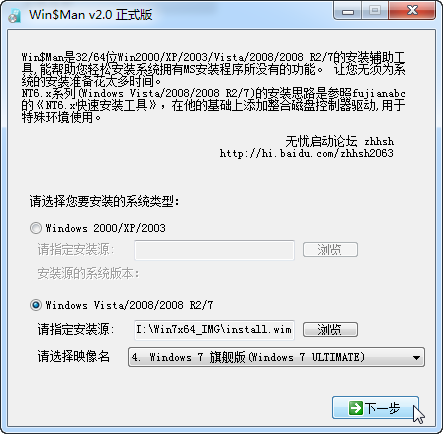 Win$Man v2.0 正式版
Win$Man是32/64位Win2000/XP/2003/Vista/2008/2008 R2/7的安装辅助工
具,能帮助您轻松安装系统拥有MS安装程序所没有的功能。 让您无须为系
统的安装准备花太多时间。
NT6.x系列(Windows Vista/2008/2008 R2/7)的安装思路是参照fujianabc
的《NT6.x快速安装工具》，在他的基础上添加整合磁盘控制器驱动,用于
特殊环境使用。
无忧启动论坛 zhhsh
http://hi.baidu.com/zhhsh2063
请选择您要安装的系统类型:
Windows 2000/XP/2003
请指定安装源: 浏览
安装源的系统版本:
Windows Vista/2008/2008 R2/7
请指定安装源: I:\Win7x64_IMG\install.wim 浏览
请选择映像名 4. Windows 7 旗舰版(Windows 7 ULTIMATE)
下一步